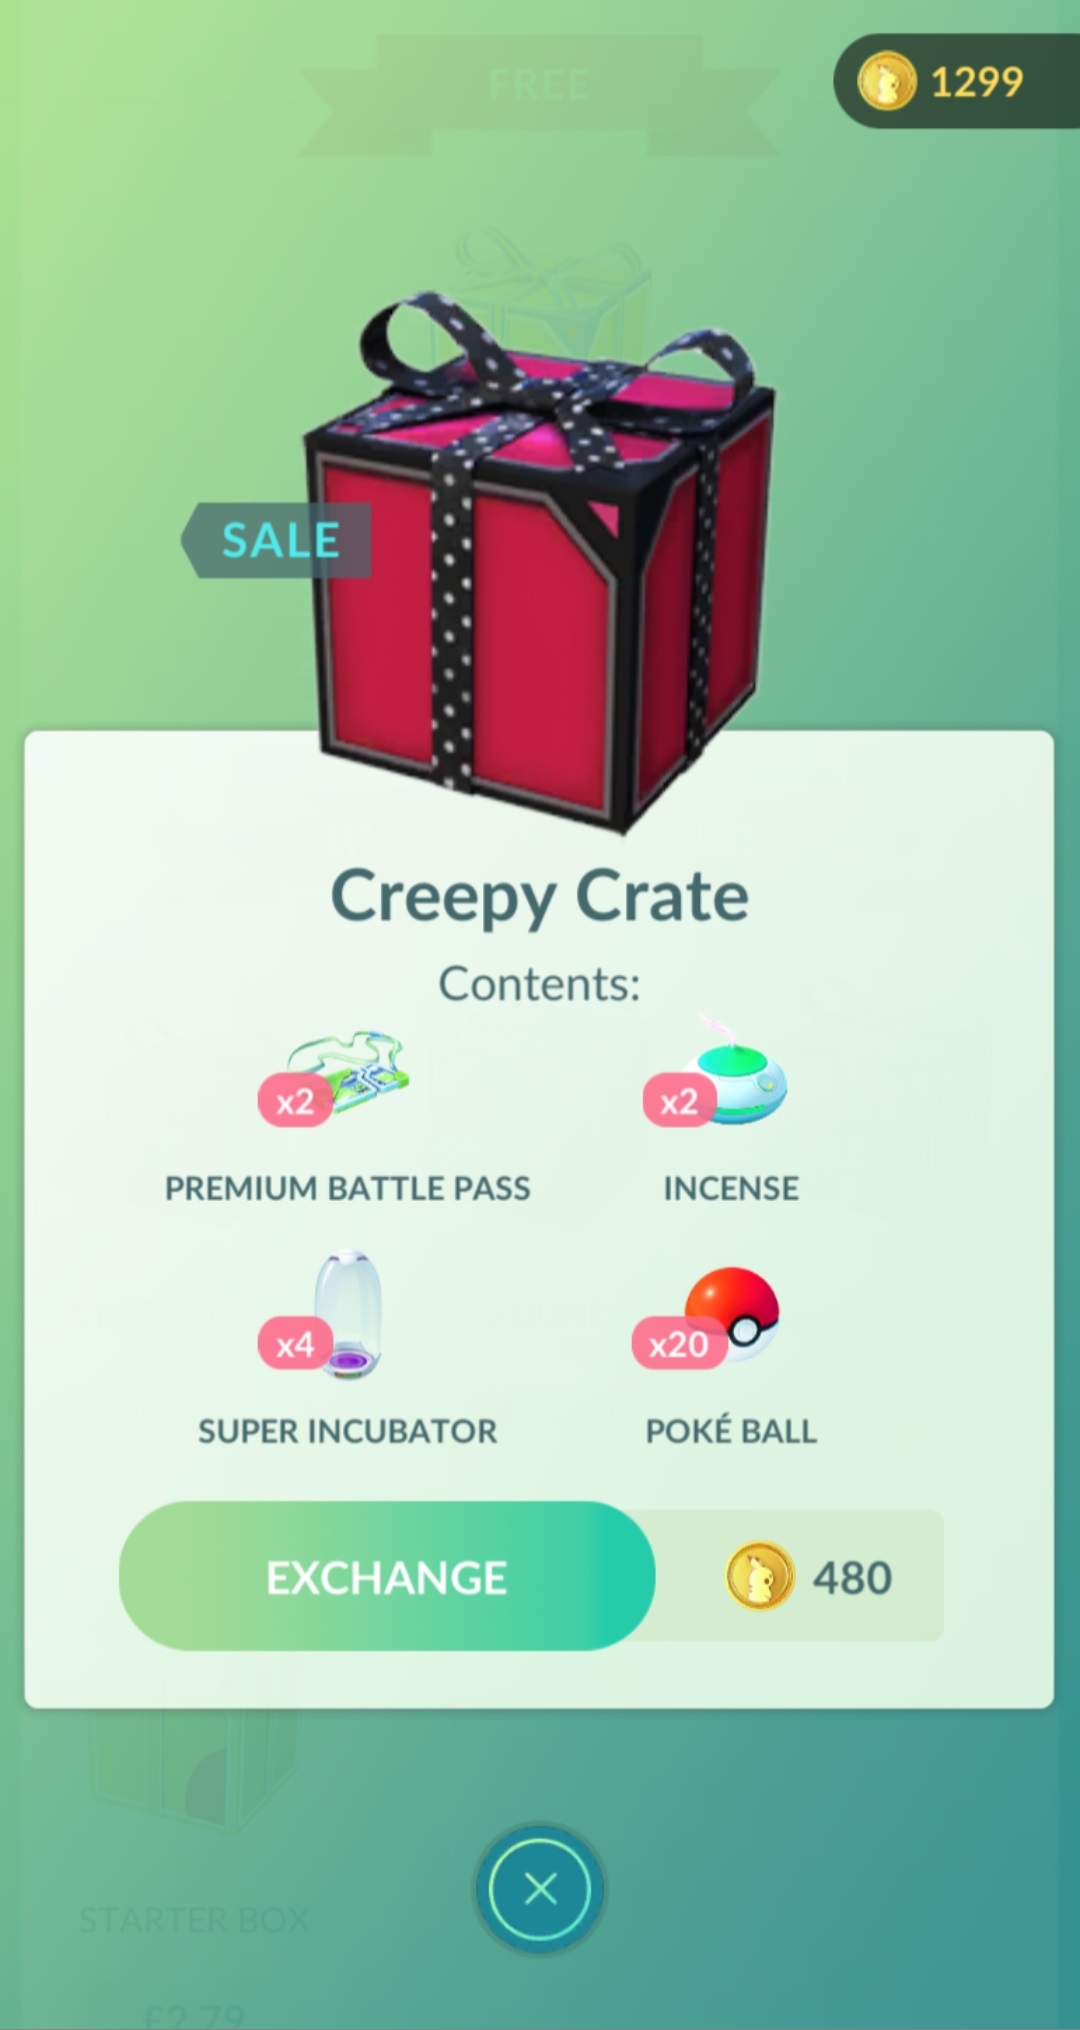 FREE
1299
SALE
Creepy Crate
Contents:
x2
x2
PREMIUM BATTLE PASS
INCENSE
x4
x20
SUPER INCUBATOR
POKÉ BALL
EXCHANGE
480
STARTER BOX
£2.79